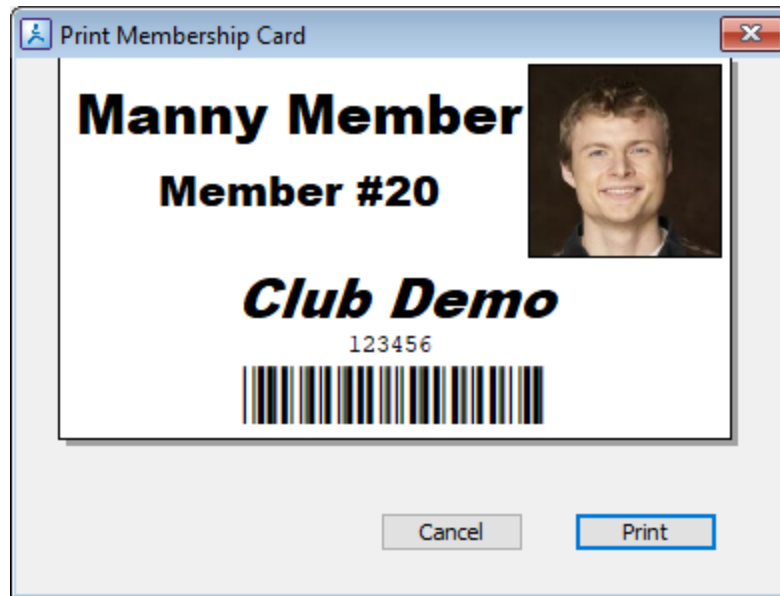 Print Membership Card
Manny Member
Member #20
Club Demo
123456
Cancel
Print